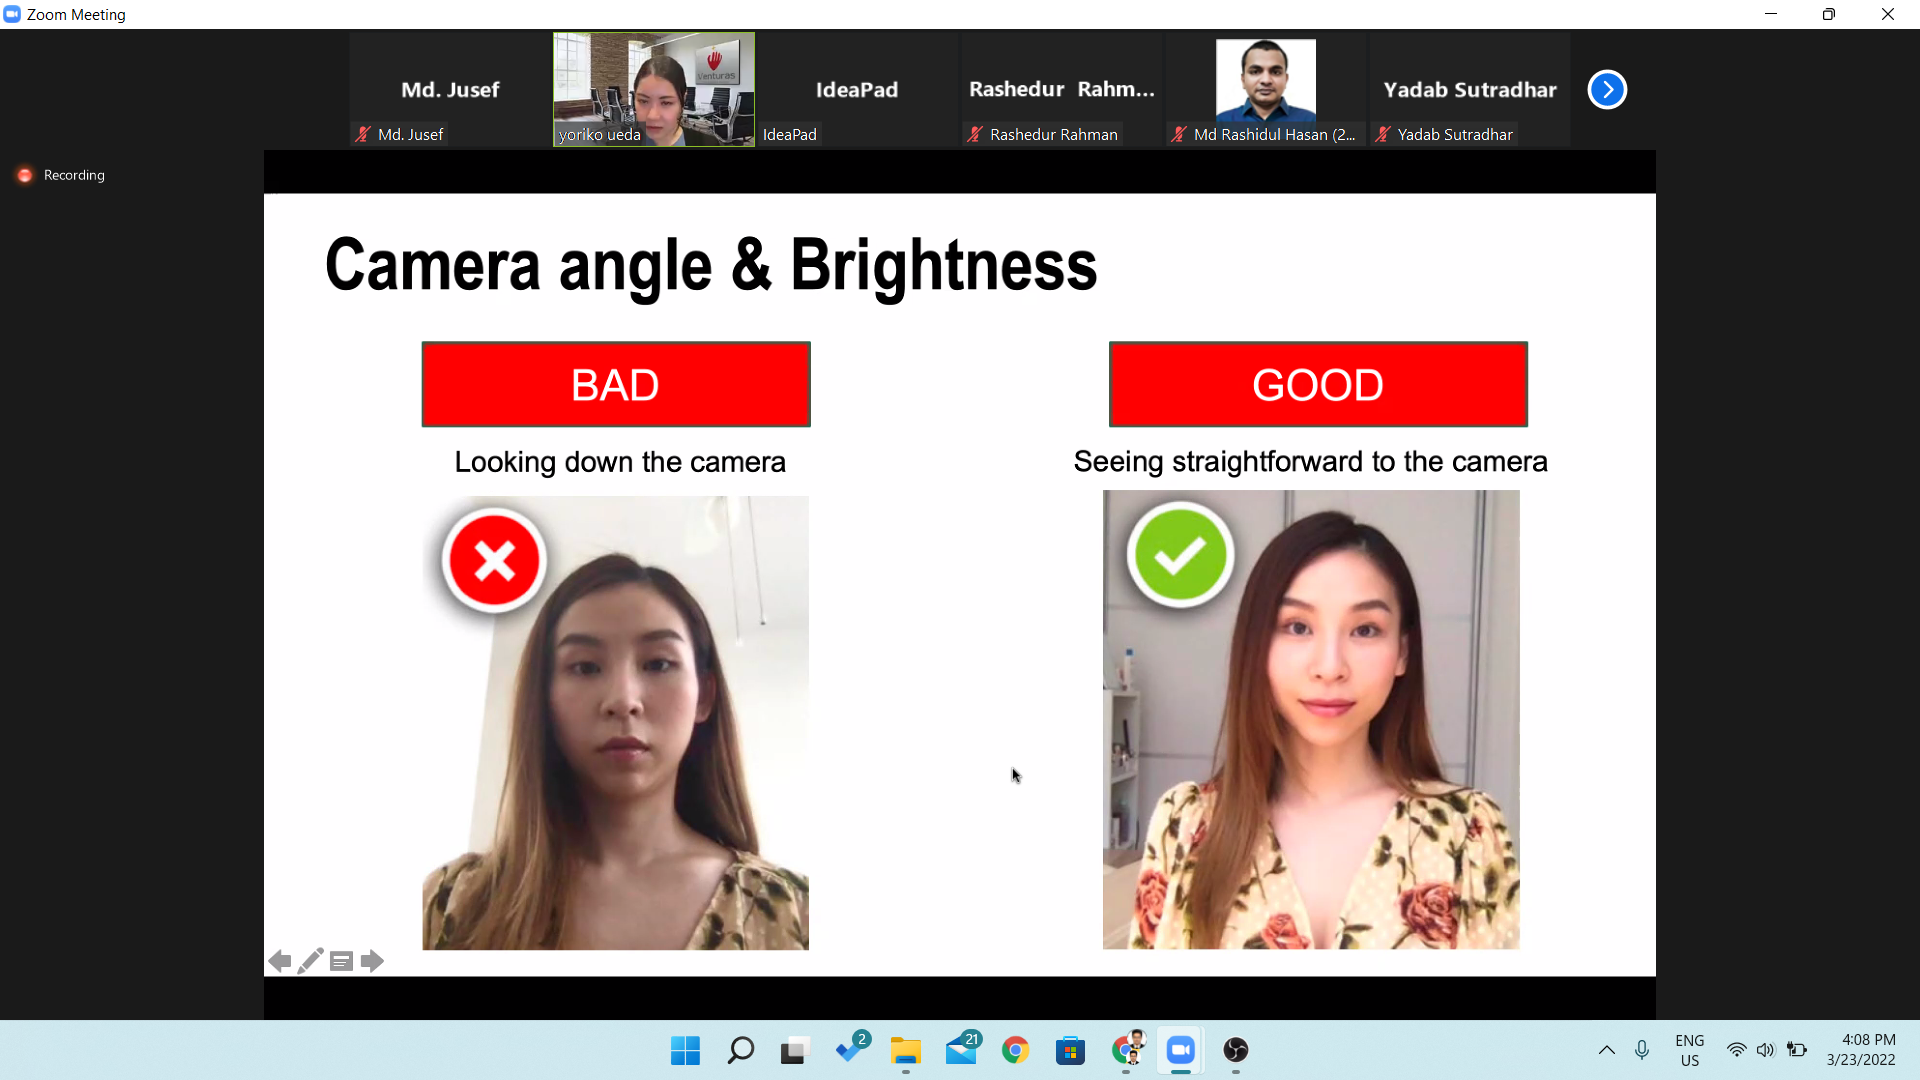 Zoom Meeting
Md. Jusef
Md. Jusef
Venturas
yoriko ueda
IdeaPad
IdeaPad
Rashedur Rahm...
Rashedur Rahman
Md Rashidul Hasan (2...
Yadab Sutradhar
Yadab Sutradhar
Recording
Camera angle & Brightness
BAD
GOOD
Looking down the camera
Seeing straightforward to the camera
2
21
ENG
US
4:08 PM
3/23/2022